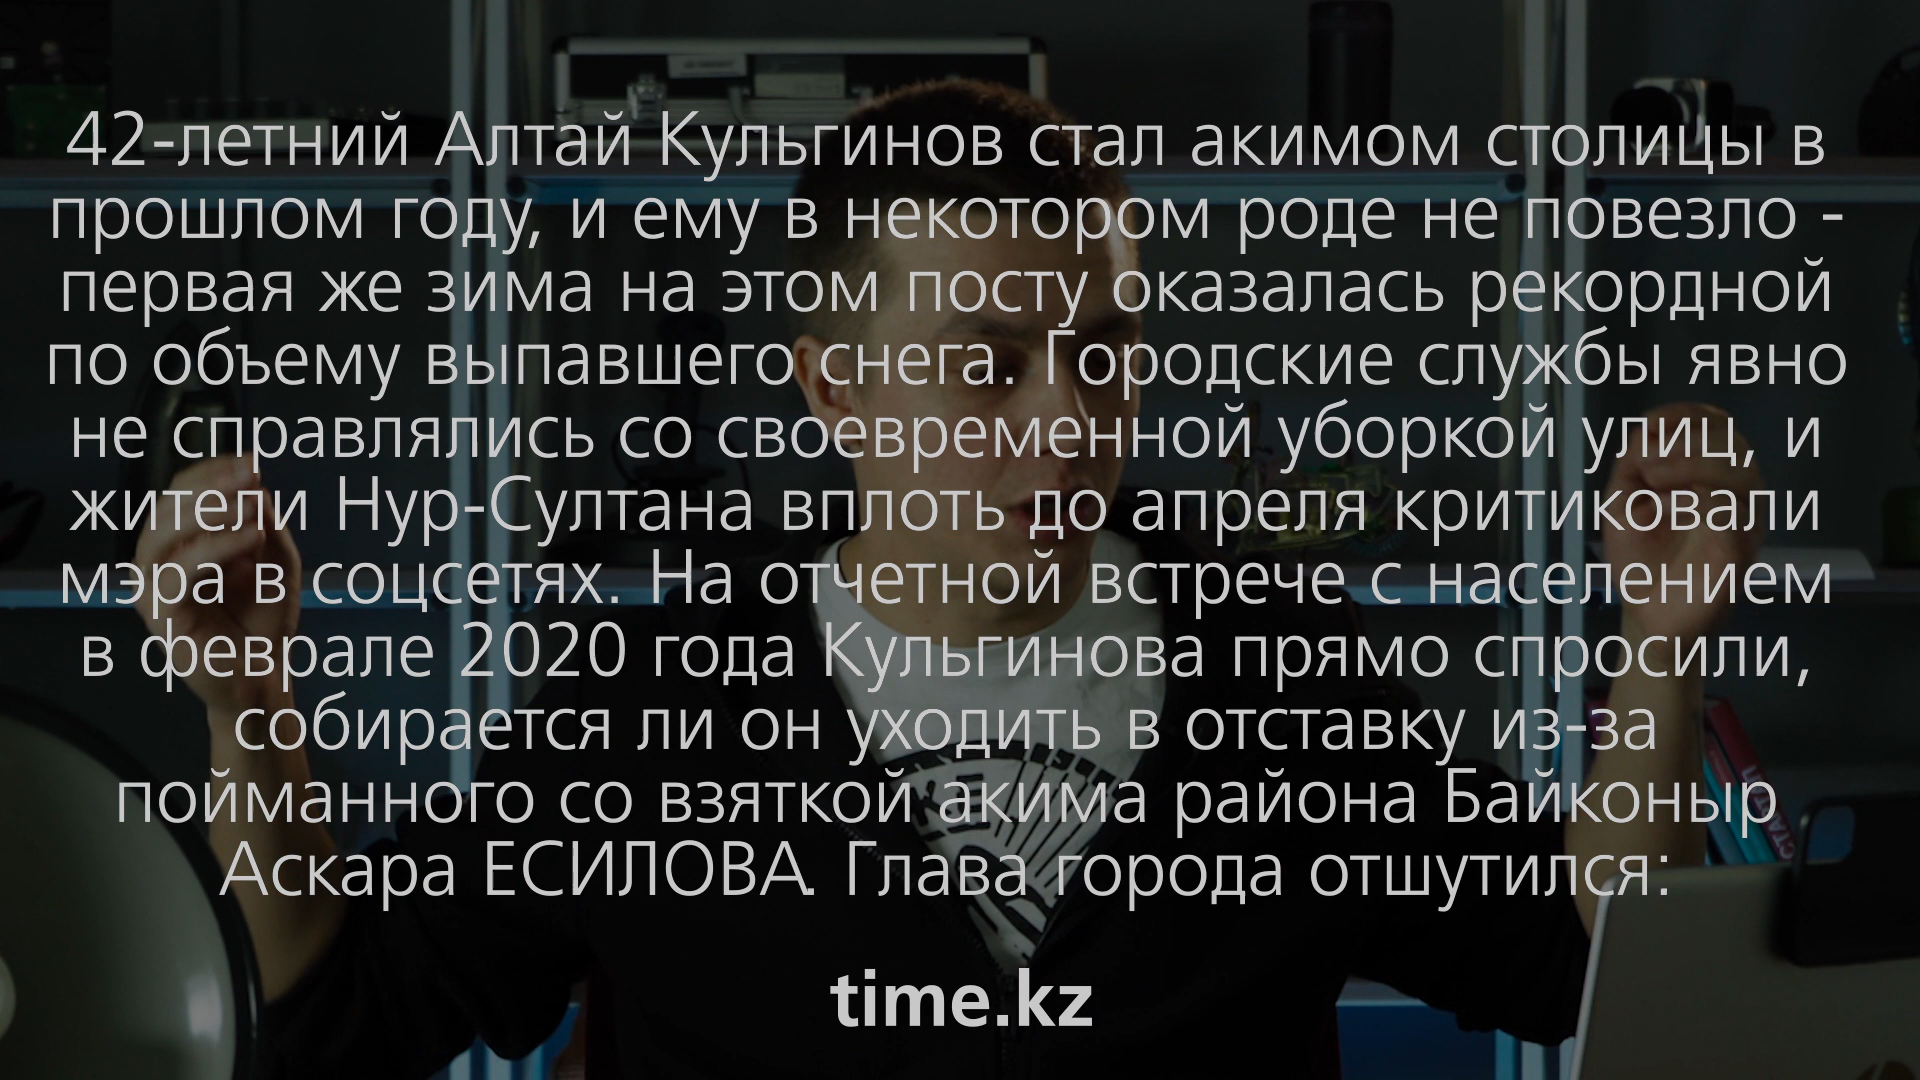 42-летний Алтай Кульгинов стал акимом столицы в
прошлом году, и ему в некотором роде не повезло -
первая же зима на этом посту оказалась рекордной
по объему выпавшего снега. Городские службы явно
не справлялись со своевременной уборкой улиц, и
жители Нур-Султана вплоть до апреля критиковали
мэра в соцсетях. На отчетной встрече с населением
в феврале 2020 года Кульгинова прямо спросили,
собирается ли он уходить в отставку из-за
пойманного со взяткой акима района Байконыр
Аскара ЕСИЛОВА. Глава города отшутился:
time.kz